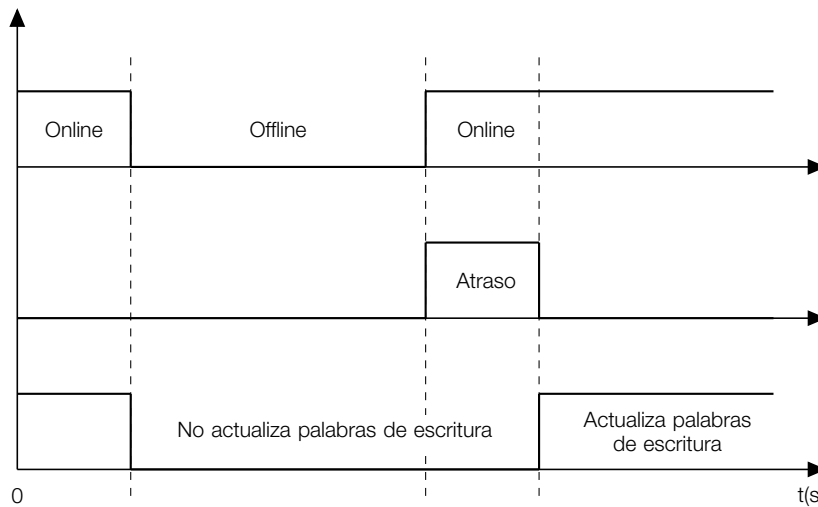 Online
Offline
Online
Atraso
No actualiza palabras de escritura
Actualiza palabras
de escritura
0
t(s